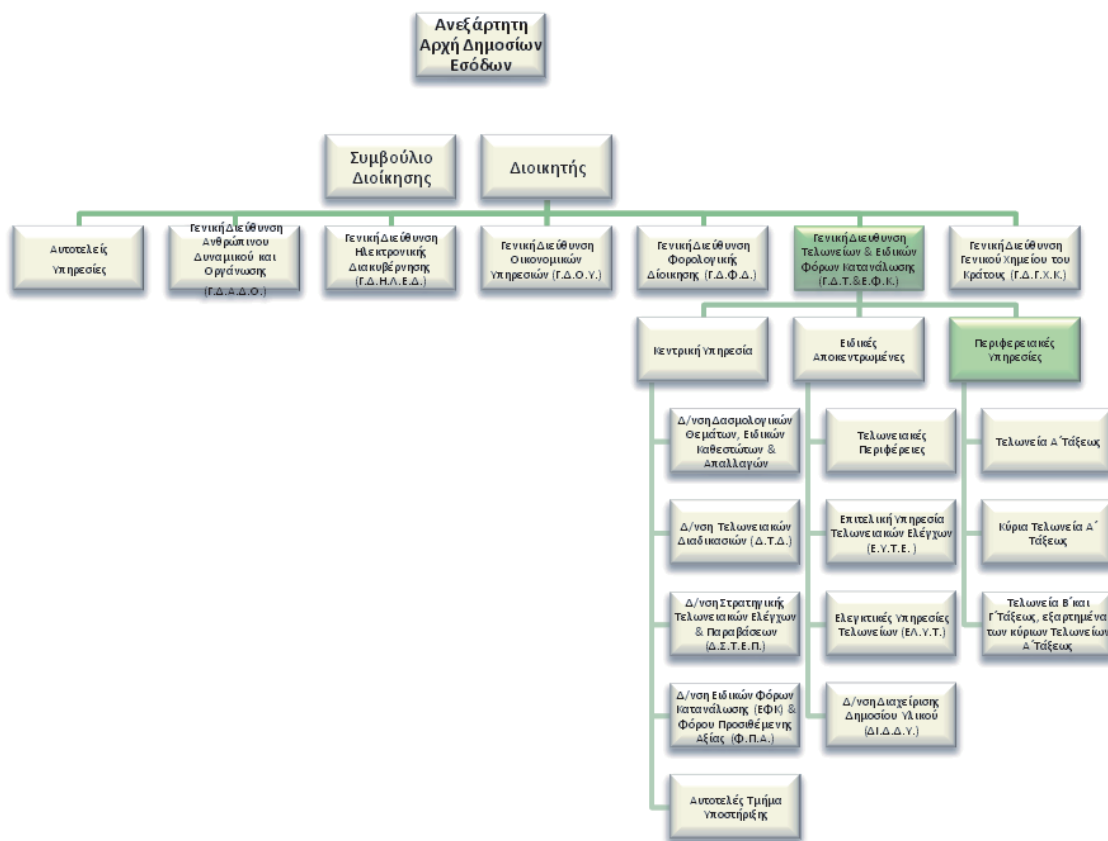 Ανεξάρτητη
Αρχή Δημοσίων
Εσόδων
Συμβούλιο
Διοίκησης
Διοικητής
Αυτοτελείς
Υπηρεσίες
Γενική Διεύθυνση
Ανθρώπινου
Δυναμικού και
Οργάνωσης
(Γ.Δ.Α.Δ.Ο.)
Γενική Διεύθυνση
Ηλεκτρονικής
Διακυβέρνησης
(Γ.Δ.Η.Λ.Ε.Δ.)
Γενική Διεύθυνση
Οικονομικών
Υπηρεσιών (Γ.Δ.Ο.Υ.)
Γενική Διεύθυνση
Φορολογικής
Δίοικησης (Γ.Δ.Φ.Δ.)
Γενική Διευθυνση
Τελωνείων & Ειδικών
Φόρων Κατανάλωσης
(Γ.Δ.Τ.&Ε.Φ.Κ.)
Γενική Διεύθυνση
Γενικού Χημείου του
Κράτους (Γ.Δ.Γ.Χ.Κ.)
Κεντρική Υπηρεσία
Ειδικές
Αποκεντρωμένες
Περιφερειακές
Υπηρεσίες
Δ/νση Δασμολογικών
Θεμάτων, Ειδικών
Καθεστώτων &
Απαλλαγών
Δ/νση Τελωνειακών
Διαδικασιών (Δ.Τ.Δ.)
Δ/νση Στρατηγικής
Τελωνειακών Ελέγχων
& Παραβάσεων
(Δ.Σ.Τ.Ε.Π.)
Δ/νση Ειδικών Φόρων
Κατανάλωσης (ΕΦΚ) &
Φόρου Προσιθέμενης
Αξίας (Φ.Π.Α.)
Αυτοτελές Τμήμα
Υποστήριξης
Τελωνειακές
Περιφέρειες
Επιτελική Υπηρεσία
Τελωνειακών Ελέγχων
(Ε.Υ.Τ.Ε. )
Ελεγκτικές Υπηρεσίες
Τελωνείων (ΕΛ.Υ.Τ.)
Δ/νση Διαχείρισης
Δημοσίου Υλικού
(ΔΙ.Δ.Δ.Υ.)
Τελωνεία Α΄Τάξεως
Κύρια Τελωνεία Α΄
Τάξεως
Τελωνεία Β΄και
Γ΄Τάξεως, εξαρτημένα
των κύριων Τελωνείων
Α΄Τάξεως